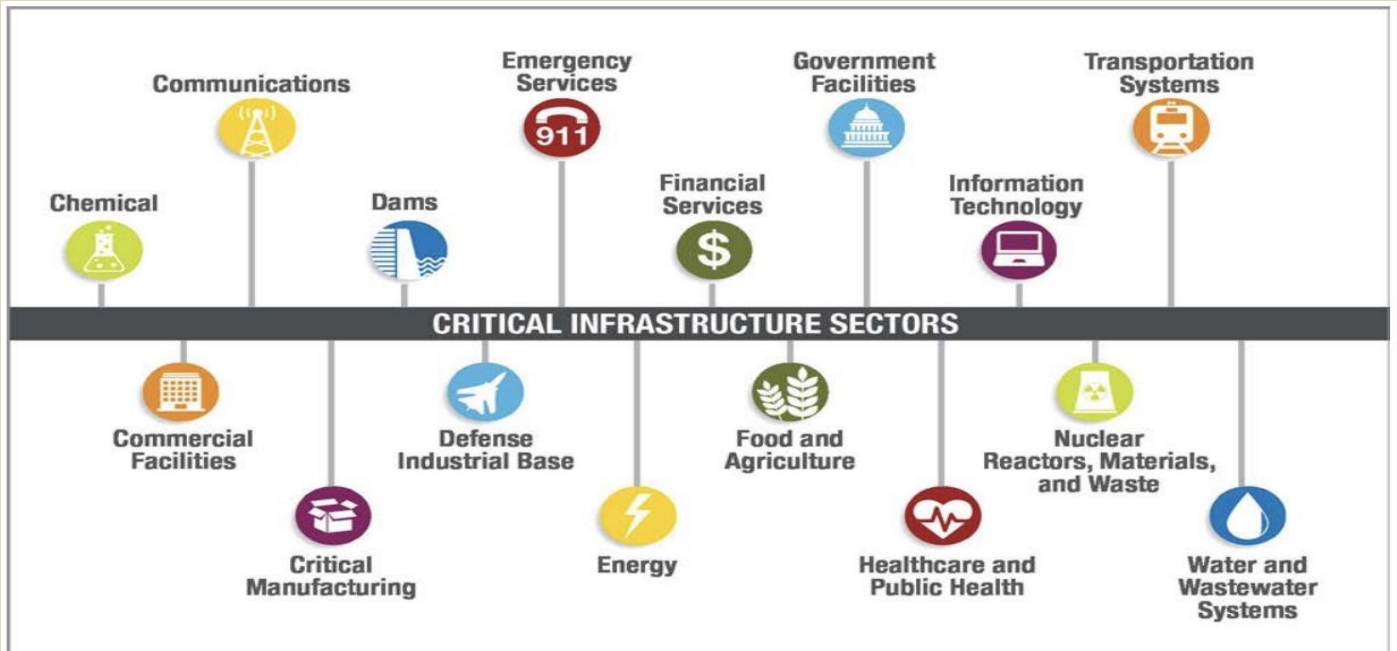 Communications
Emergency
Services
911
Government
Facilities
Transportation
Systems
Chemical
Dams
Financial
Services
$
Information
Technology
CRITICAL INFRASTRUCTURE SECTORS
Commercial
Facilities
Defense
Industrial Base
Food and
Agriculture
Nuclear
Reactors, Materials,
and Waste
Critical
Manufacturing
Energy
Healthcare and
Public Health
Water and
Wastewater
Systems